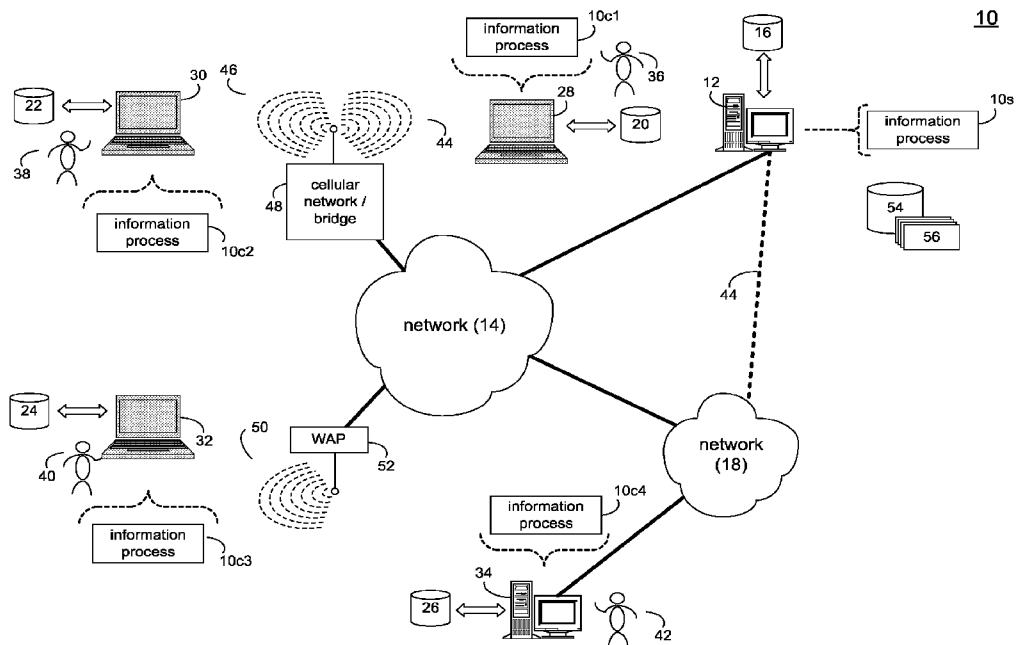 10
information
process
10c1
36
28
20
44
16
12
information
process
10s
54
56
30
46
22
38
information
process
10c2
48
cellular
network /
bridge
network (14)
44
24
32
40
information
process
10c3
50
WAP
52
network
(18)
information
process
10c4
34
26
42